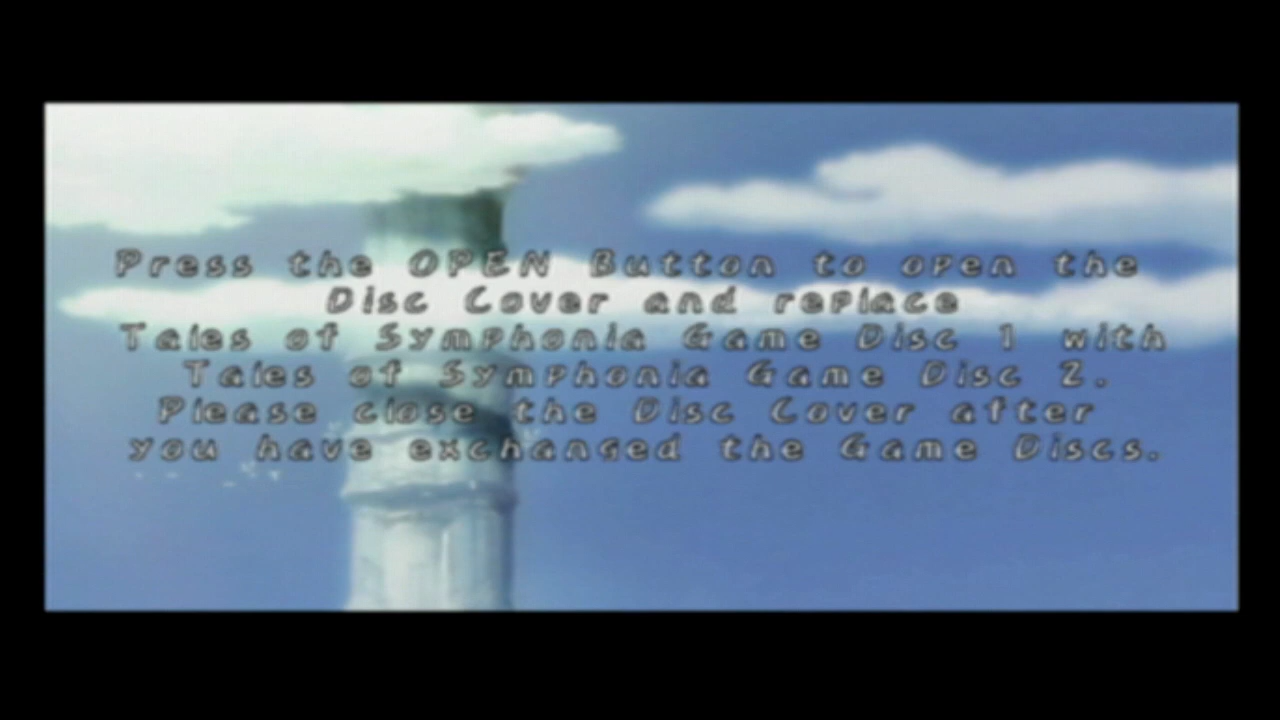 Press the OPEN Button to open the
Disc Cover and replace
Tales of Symphonia Game Disc 1 with
Tales of Symphonia Game Disc 2.
Please close the Disc Cover after
you have exchanged the Game Discs.